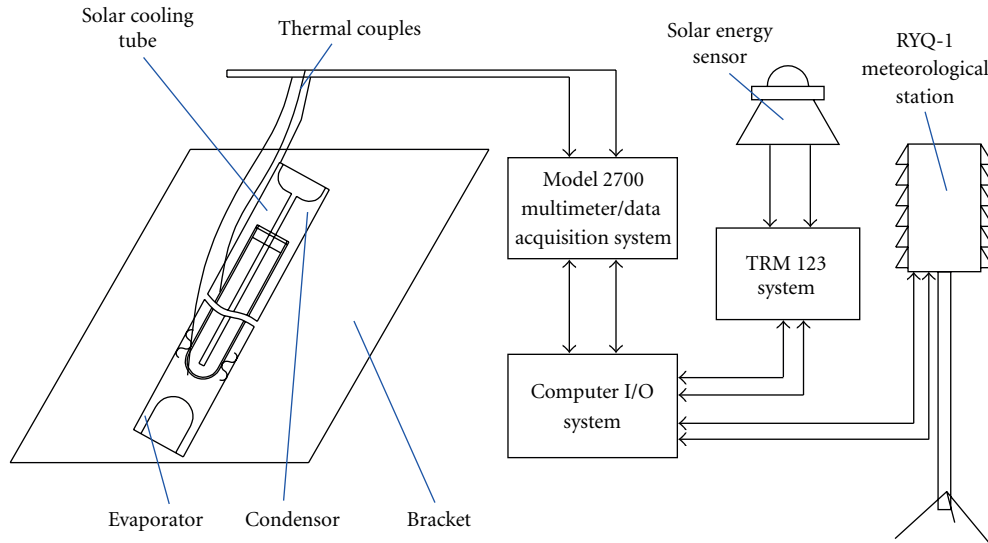 Solar cooling
tube
Thermal couples
Solar energy
sensor
RYQ-1
meteorological
station
Model 2700
multimeter/data
acquisition system
TRM 123
system
Computer I/O
system
Evaporator
Condensor
Bracket